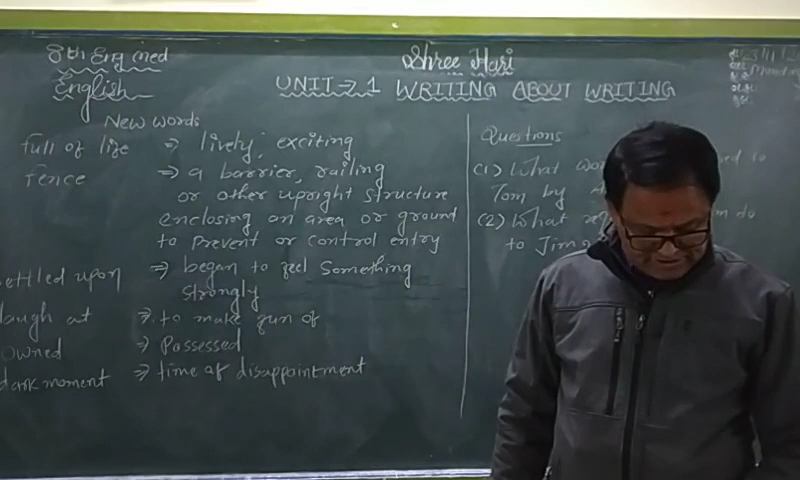 Shree Hari
8th Eng med
English
UNIT → 1 WRITING ABOUT WRITING
New words
full of life ⇒ lively, exciting
Fence ⇒ a barrier, railing
or other upright structure
enclosing an area or ground
to prevent or control entry
ettled upon ⇒ began to feel something
strongly
laugh at ⇒ to make fun of
owned ⇒ Possessed
dark moment ⇒ time of disappointment
Questions
(1) What
Tom by
(2) What
to Jim